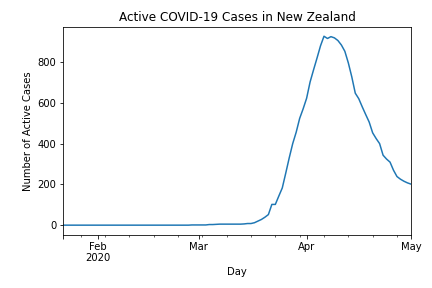 Active COVID-19 Cases in New Zealand
Number of Active Cases
800
600
400
200
0
Feb
2020
Mar
Apr
May
Day